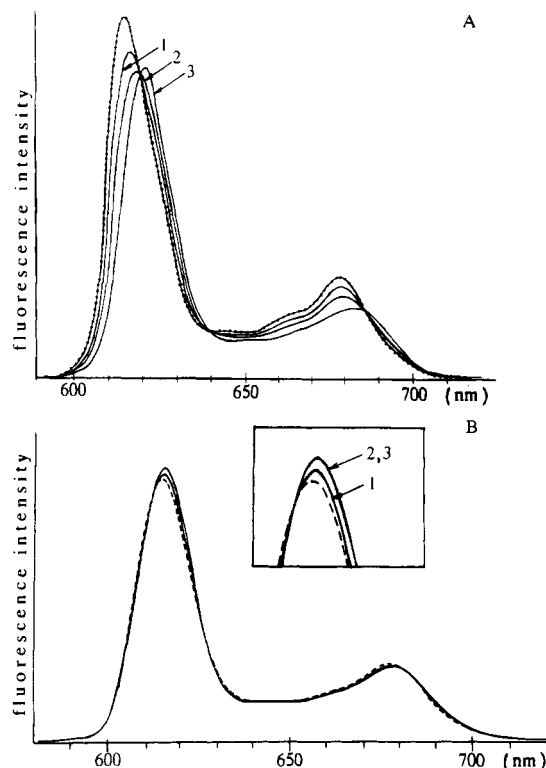 A
1
2
3
fluorescence intensity
600 650 700 (nm)
B
2,3
1
fluorescence intensity
600 650 700 (nm)